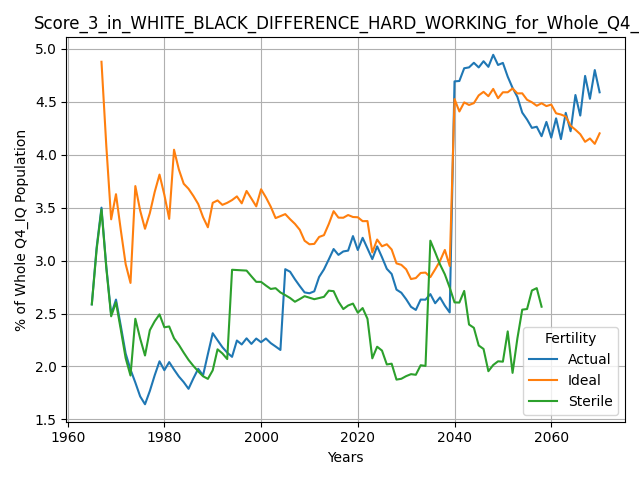 Score_3_in_WHITE_BLACK_DIFFERENCE_HARD_WORKING_for_Whole_Q4_
% of Whole Q4_IQ Population
5.0
4.5
4.0
3.5
3.0
2.5
2.0
1.5
1960
1980
2000
2020
2040
2060
Years
Fertility
Actual
Ideal
Sterile